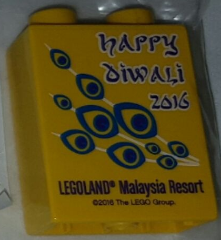 HAPPY
DIWALI
2016
LEGOLAND® Malaysia Resort
©2016 The LEGO Group.